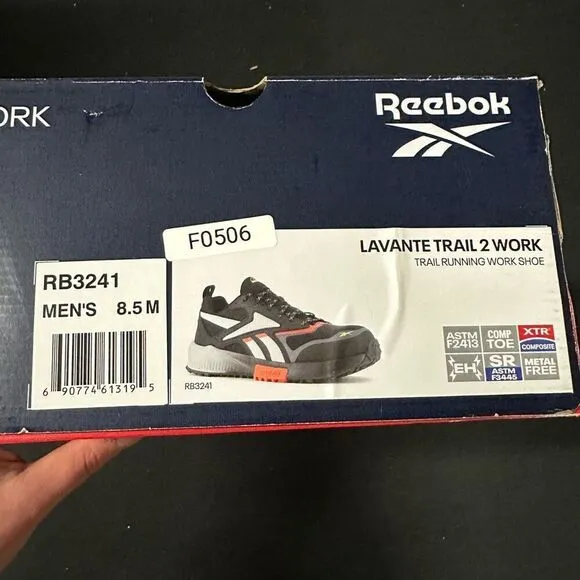 ORK
Reebok
F0506
LAVANTE TRAIL 2 WORK
TRAIL RUNNING WORK SHOE
RB3241
MEN'S 8.5 M
6 90774 61319 5
RB3241
ASTM F2413
COMP TOE
XTR
COMPOSITE
EH
SR
ASTM F3445
METAL FREE